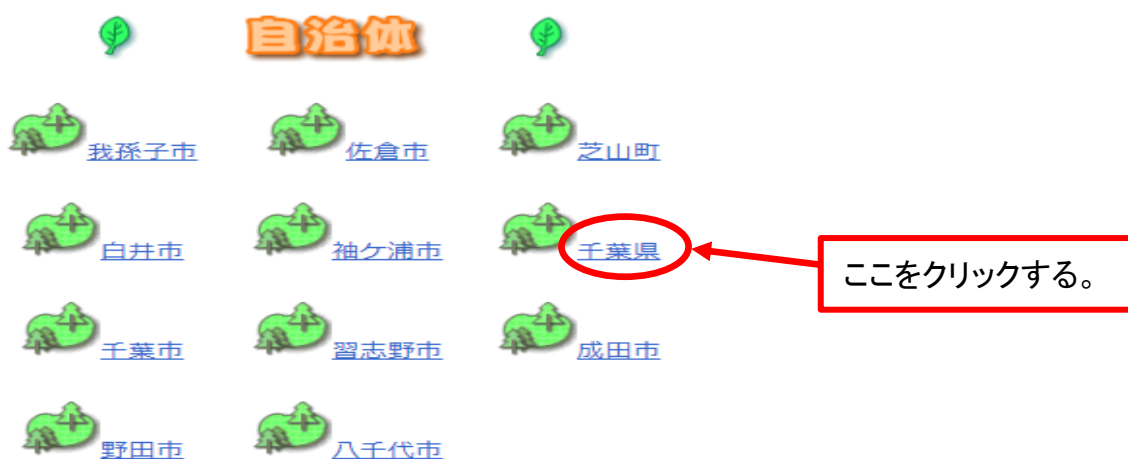 自治体
我孫子市 佐倉市 芝山町
白井市 袖ケ浦市 千葉県
ここをクリックする。
千葉市 習志野市 成田市
野田市 八千代市